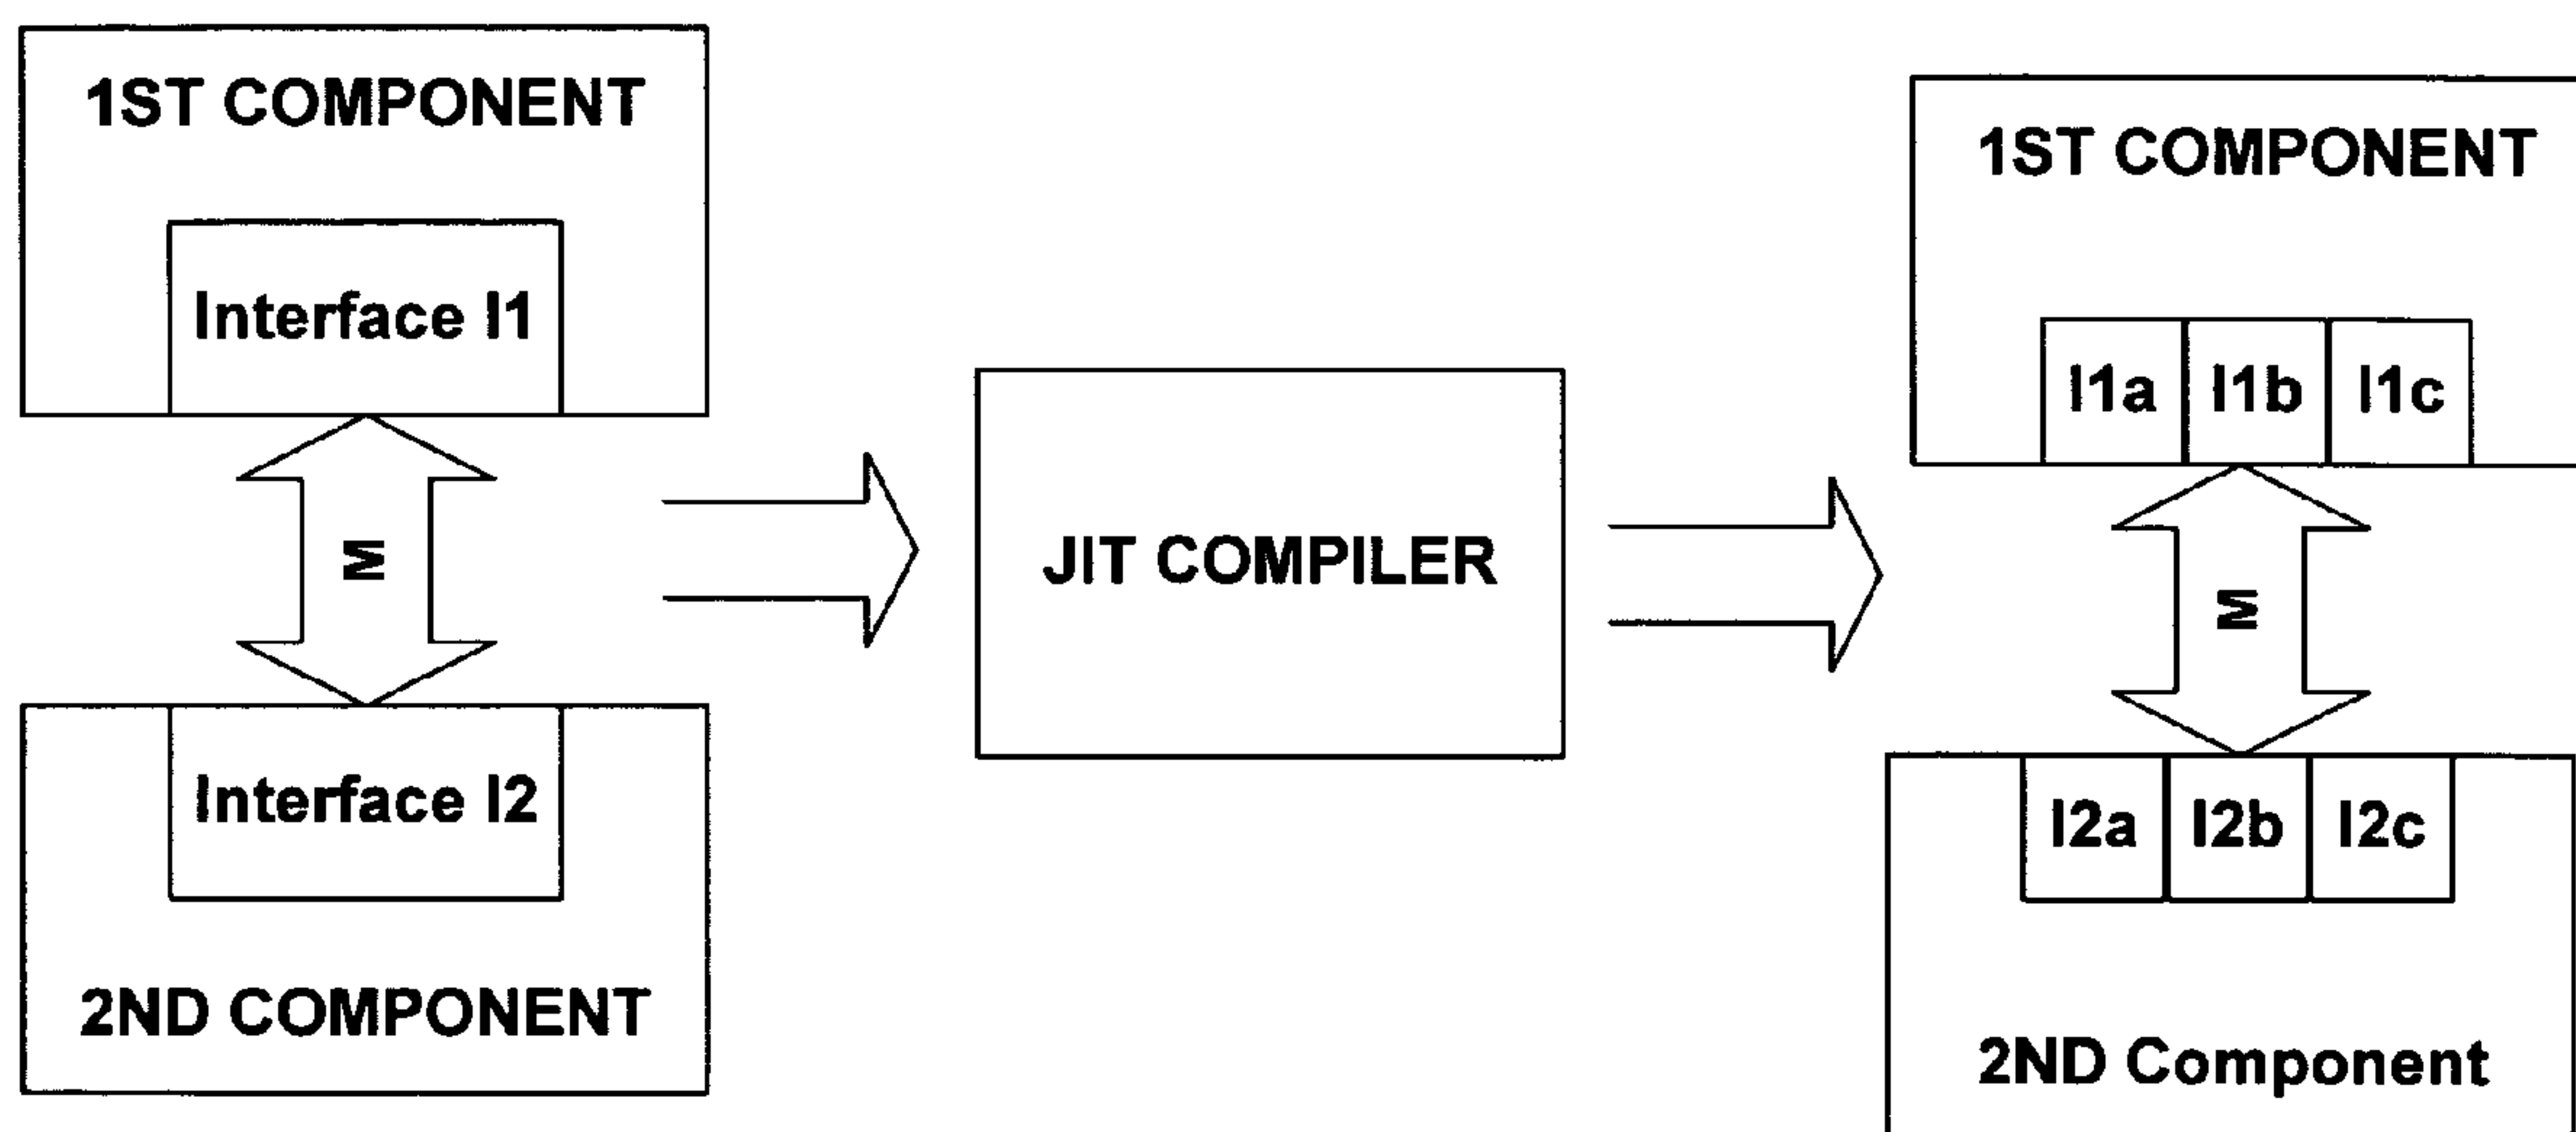 1ST COMPONENT
Interface I1
M
Interface I2
2ND COMPONENT
JIT COMPILER
1ST COMPONENT
I1a I1b I1c
M
I2a I2b I2c
2ND Component